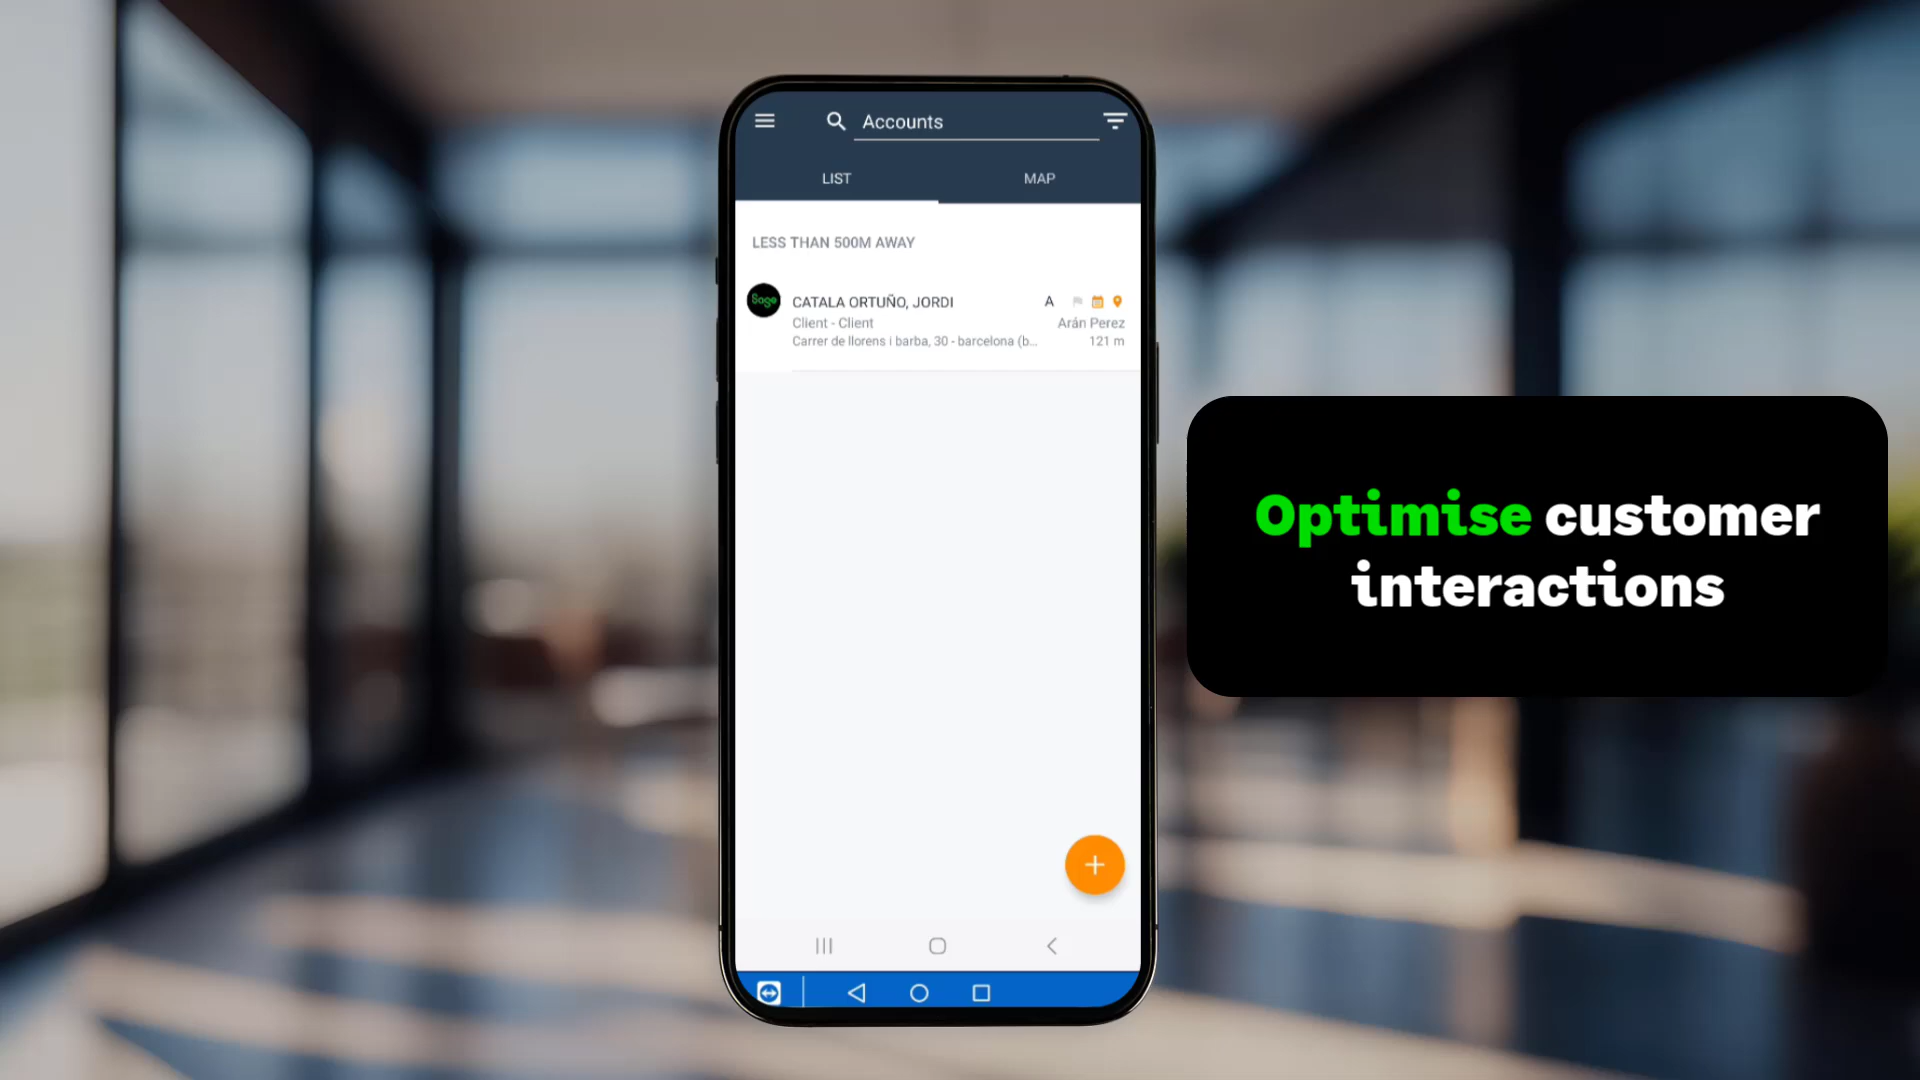 Accounts
LIST
MAP
LESS THAN 500M AWAY
Sage
CATALA ORTUÑO, JORDI
A
Client - Client
Arán Perez
Carrer de llorens i barba, 30 - barcelona (b...
121 m
Optimise customer
interactions